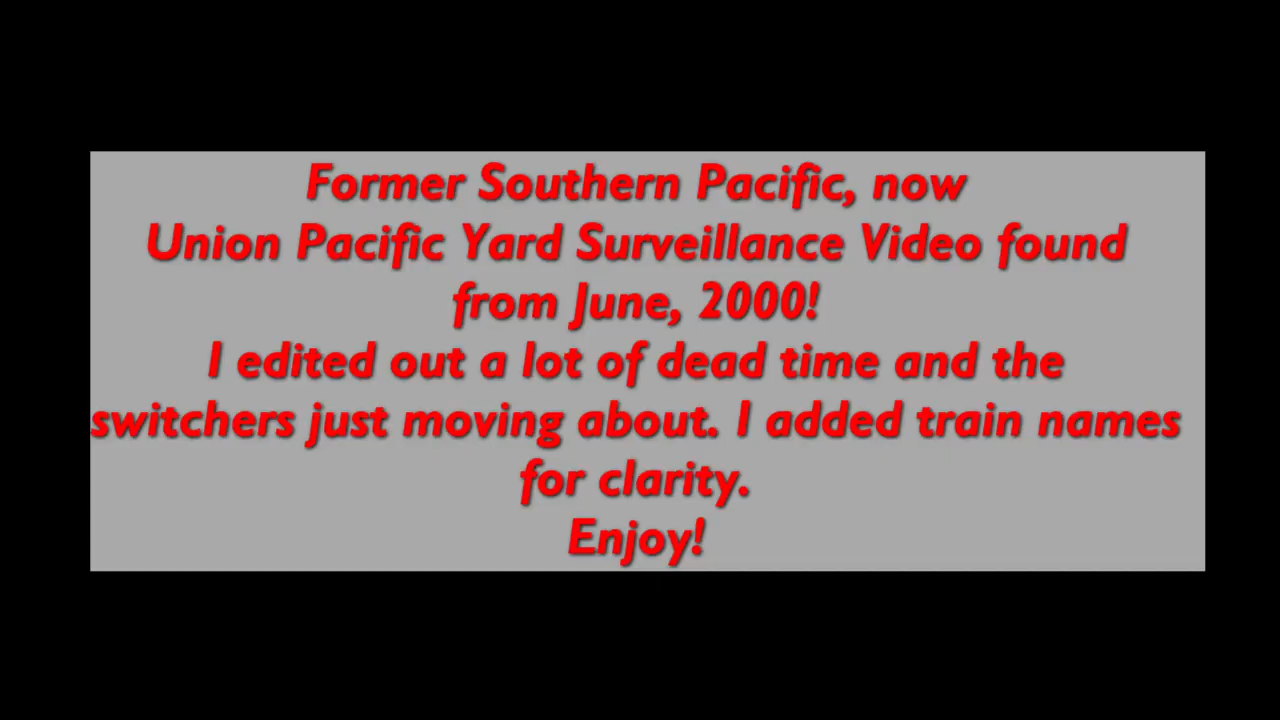 Former Southern Pacific, now
Union Pacific Yard Surveillance Video found
from June, 2000!
I edited out a lot of dead time and the
switchers just moving about. I added train names
for clarity.
Enjoy!